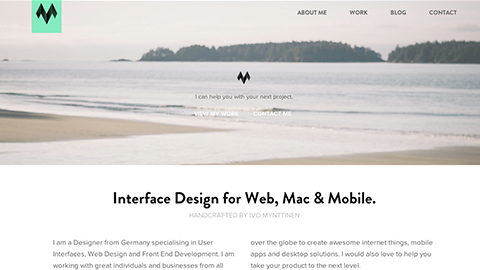 ABOUT ME WORK BLOG CONTACT
I can help you with your next project.
VIEW MY WORK CONTACT ME
Interface Design for Web, Mac & Mobile.
HANDCRAFTED BY IVO MYNTTINEN
I am a Designer from Germany specialising in User
Interfaces, Web Design and Front End Development. I am
working with great individuals and businesses from all
over the globe to create awesome internet things, mobile
apps and desktop solutions. I would also love to help you
take your product to the next level.